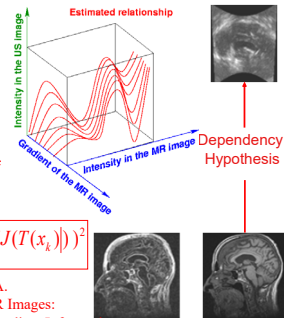 Estimated relationship
Intensity in the US image
Gradient of the MR image
Intensity in the MR image
Dependency
Hypothesis
J(T(x_k)|))²
A.
R Images: